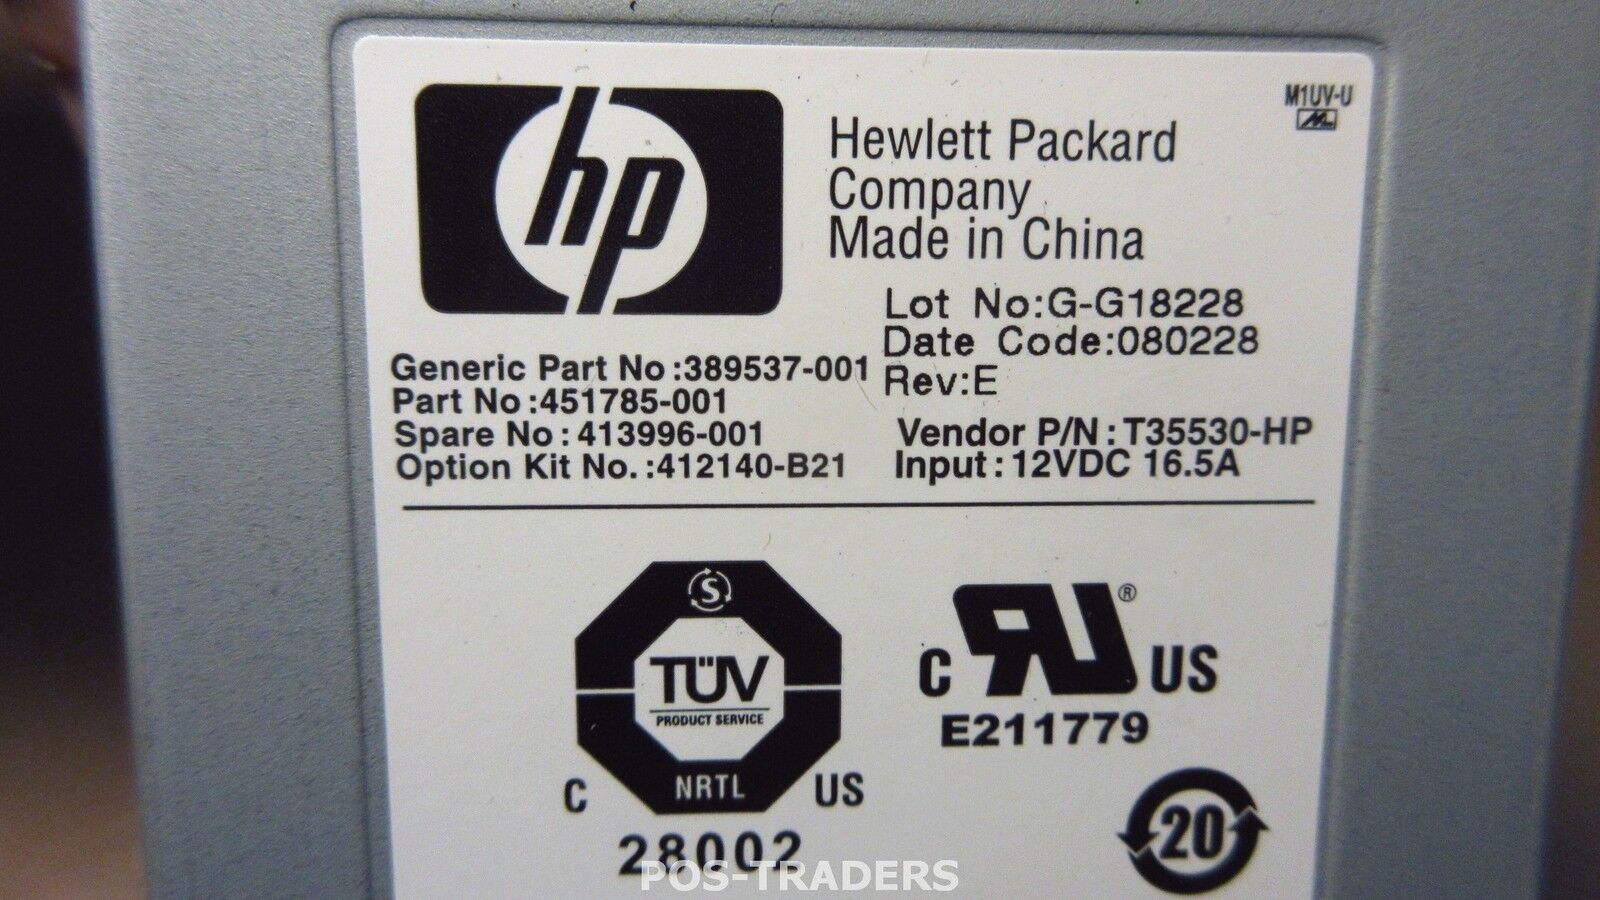 hp
Hewlett Packard
Company
Made in China
M1UV-U
Lot No:G-G18228
Date Code:080228
Rev:E
Generic Part No:389537-001
Part No:451785-001
Spare No:413996-001
Option Kit No.:412140-B21
Vendor P/N:T35530-HP
Input:12VDC 16.5A
S
TÜV
PRODUCT SERVICE
NRTL
C US
28002
C RU® US
E211779
20
POS-TRADERS